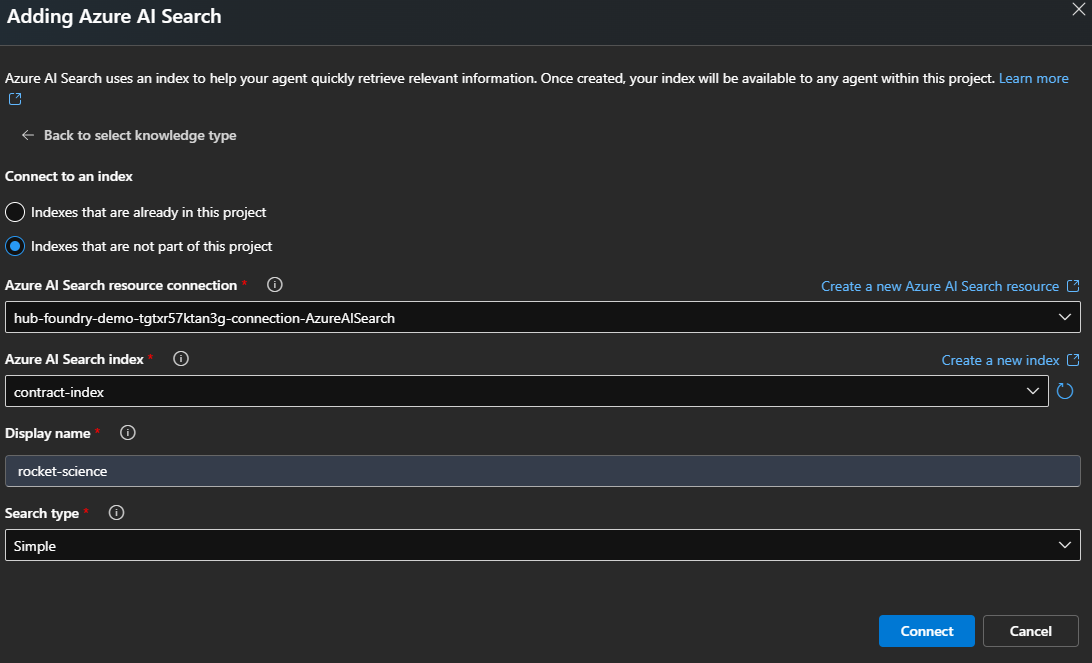 Adding Azure AI Search
Azure AI Search uses an index to help your agent quickly retrieve relevant information. Once created, your index will be available to any agent within this project. Learn more
Back to select knowledge type
Connect to an index
Indexes that are already in this project
Indexes that are not part of this project
Azure AI Search resource connection *
Create a new Azure AI Search resource
hub-foundry-demo-tgtxr57ktan3g-connection-AzureAISearch
Azure AI Search index *
Create a new index
contract-index
Display name *
rocket-science
Search type *
Simple
Connect
Cancel